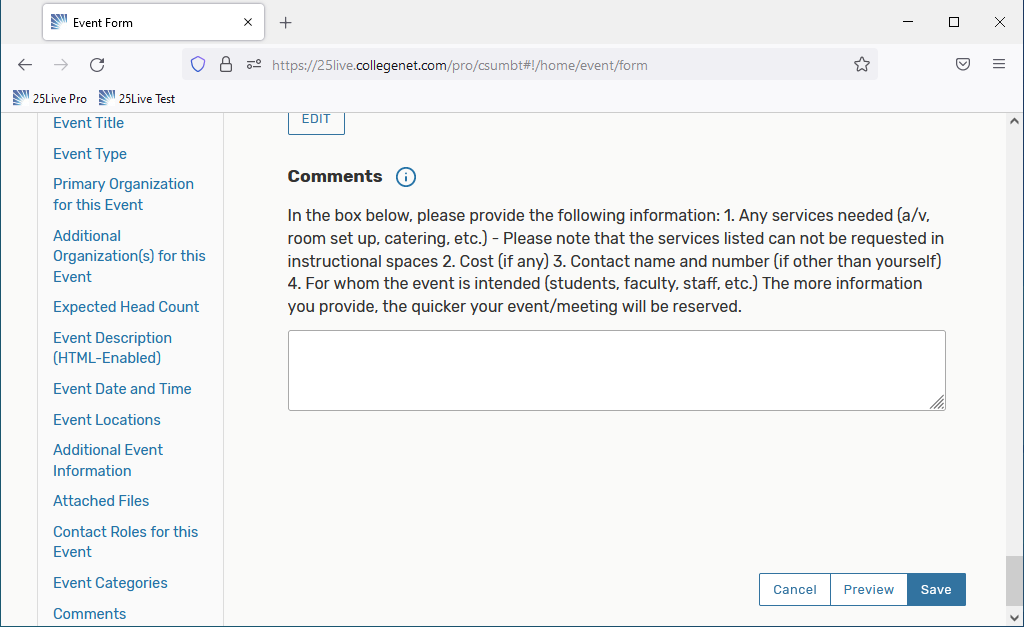 Event Form
https://25live.collegenet.com/pro/csumbt#!/home/event/form
25Live Pro 25Live Test
Event Title
Event Type
Primary Organization
for this Event
Additional
Organization(s) for this
Event
Expected Head Count
Event Description
(HTML-Enabled)
Event Date and Time
Event Locations
Additional Event
Information
Attached Files
Contact Roles for this
Event
Event Categories
Comments
EDIT
Comments
In the box below, please provide the following information: 1. Any services needed (a/v,
room set up, catering, etc.) - Please note that the services listed can not be requested in
instructional spaces 2. Cost (if any) 3. Contact name and number (if other than yourself)
4. For whom the event is intended (students, faculty, staff, etc.) The more information
you provide, the quicker your event/meeting will be reserved.
Cancel Preview Save